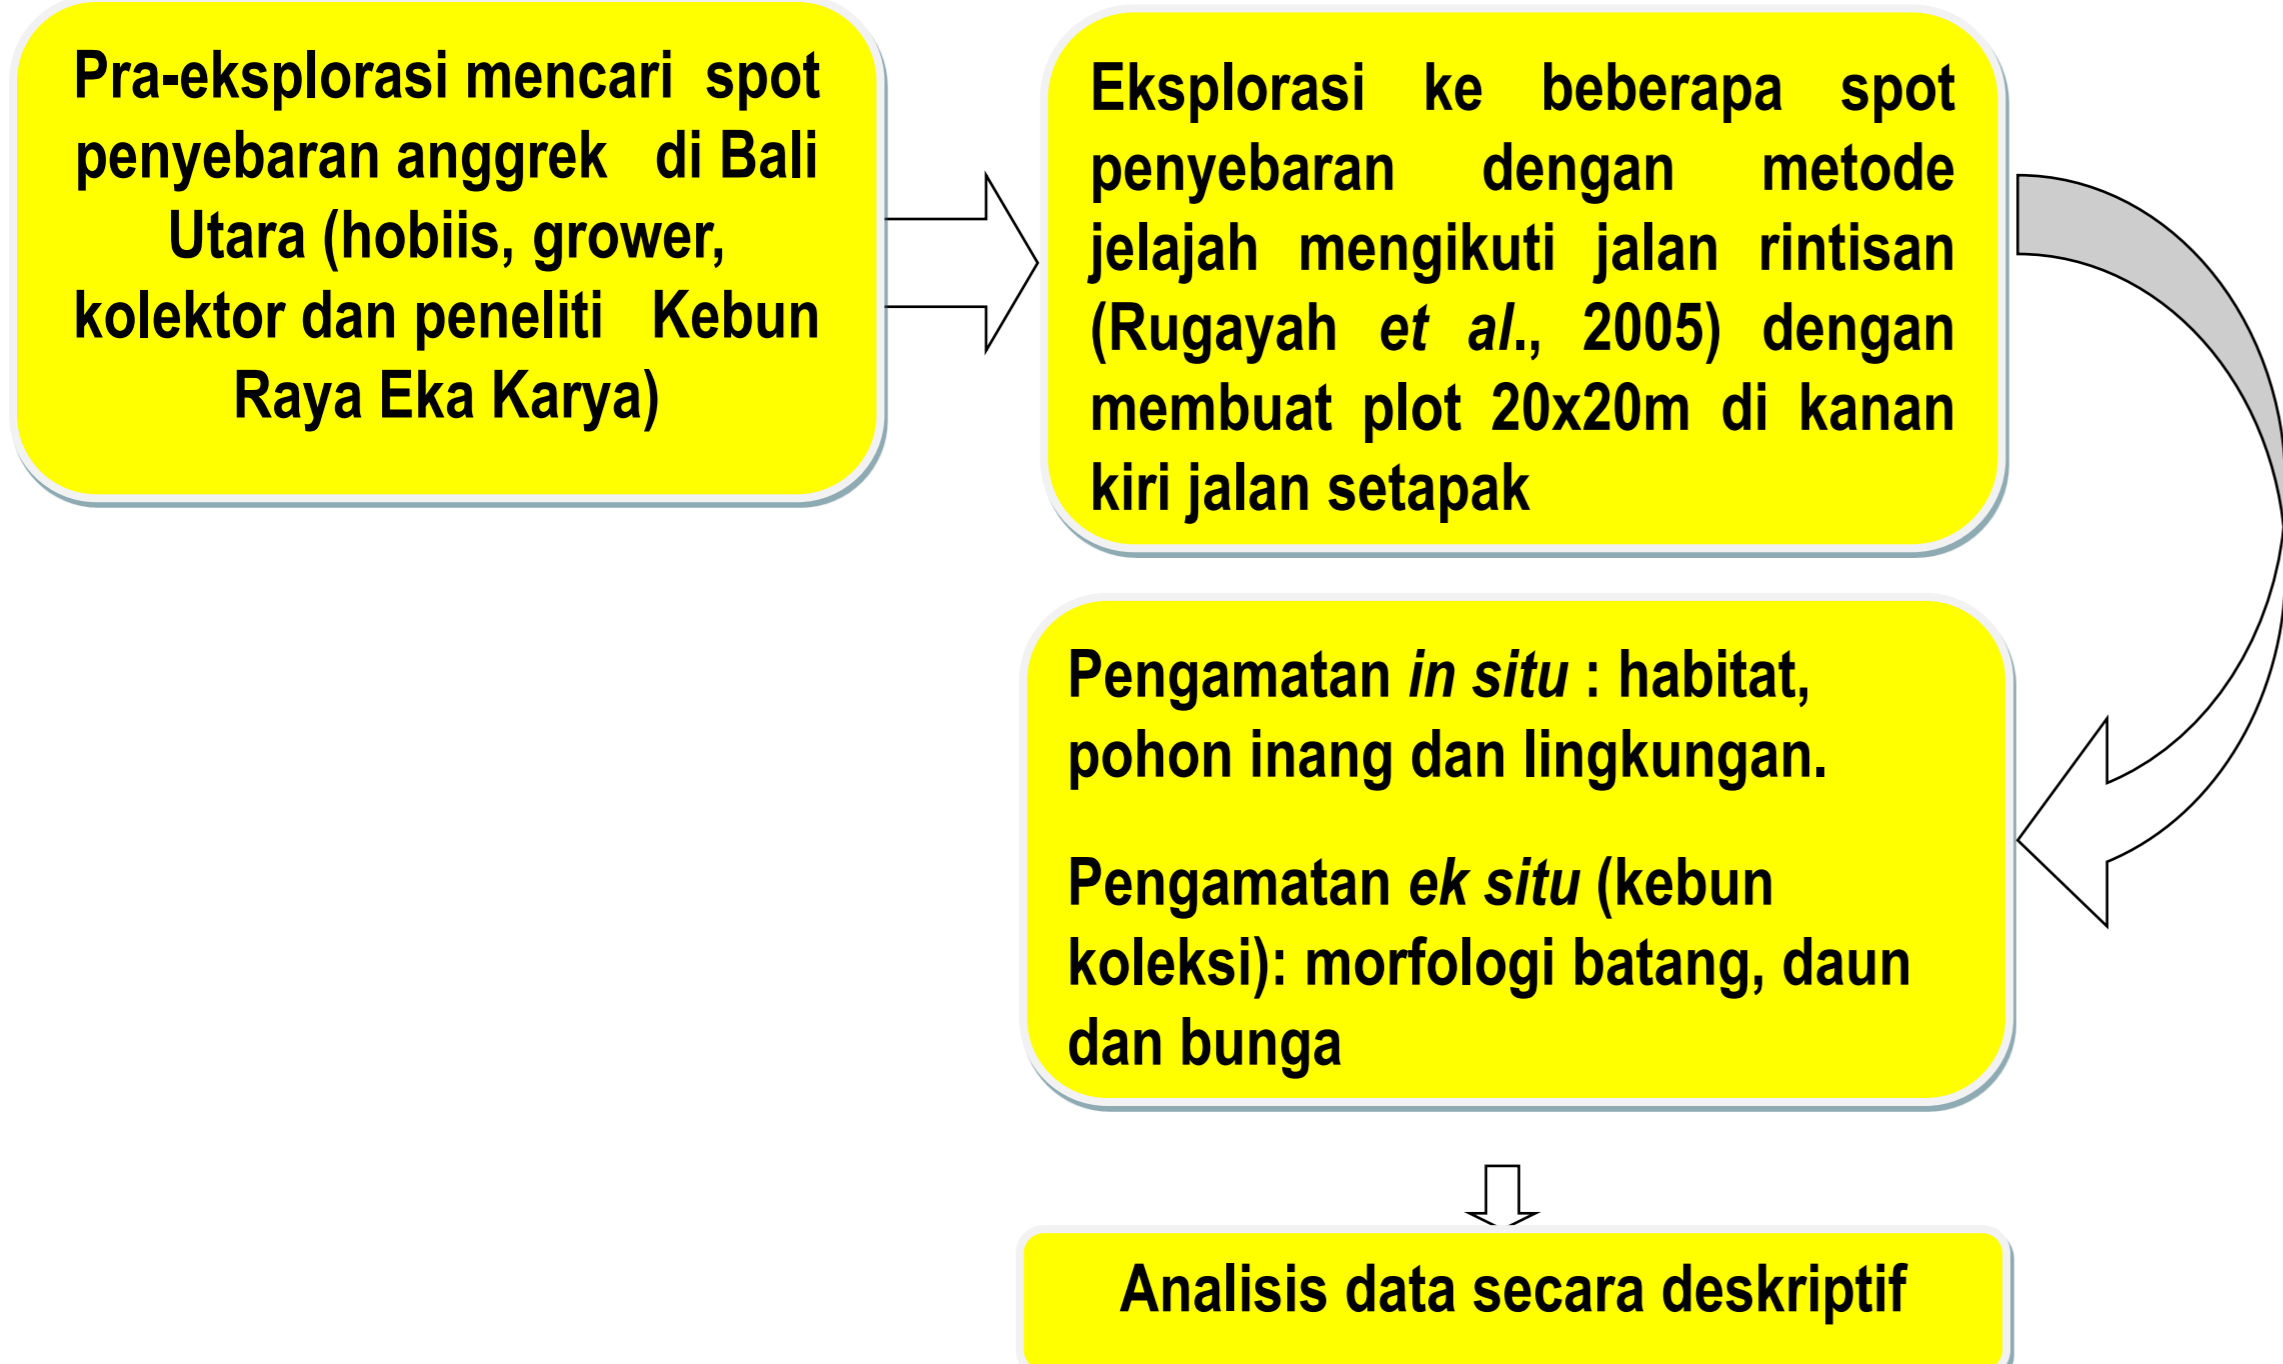 Pra-eksplorasi mencari spot
penyebaran anggrek di Bali
Utara (hobiis, grower,
kolektor dan peneliti Kebun
Raya Eka Karya)
Eksplorasi ke beberapa spot
penyebaran dengan metode
jelajah mengikuti jalan rintisan
(Rugayah et al., 2005) dengan
membuat plot 20x20m di kanan
kiri jalan setapak
Pengamatan in situ : habitat,
pohon inang dan lingkungan.
Pengamatan ek situ (kebun
koleksi): morfologi batang, daun
dan bunga
Analisis data secara deskriptif